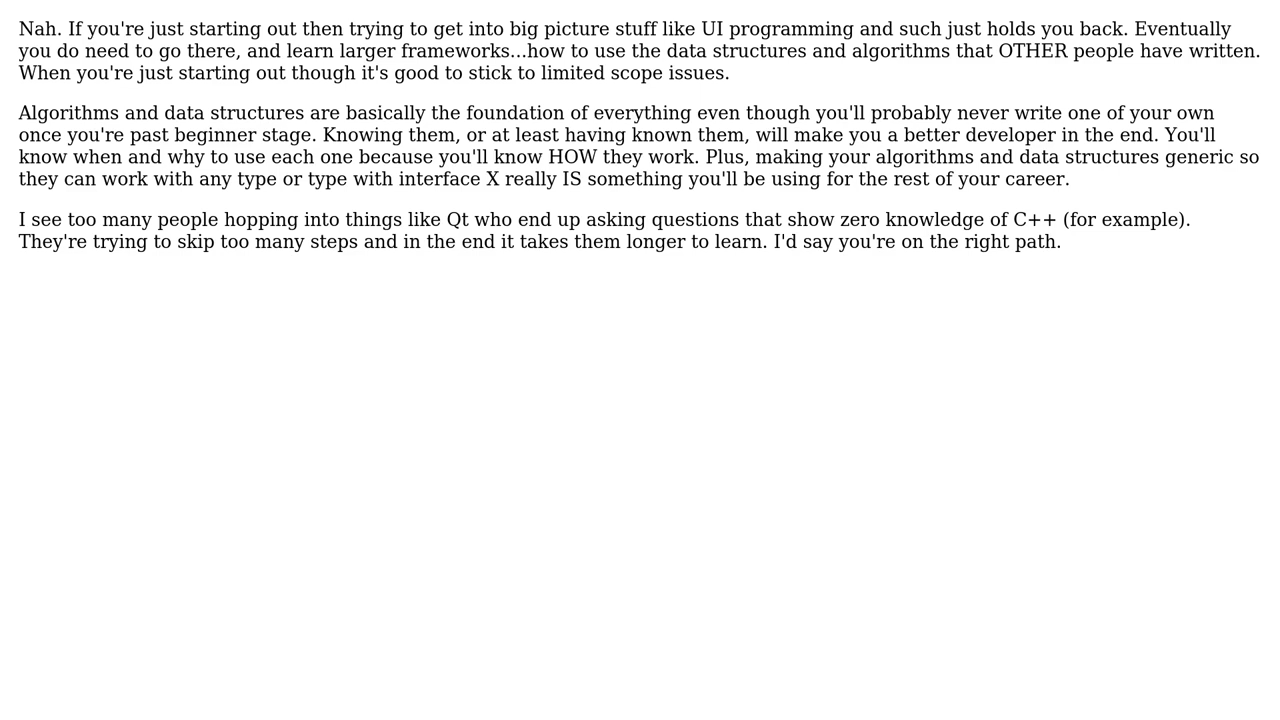 Nah. If you're just starting out then trying to get into big picture stuff like UI programming and such just holds you back. Eventually
you do need to go there, and learn larger frameworks...how to use the data structures and algorithms that OTHER people have written.
When you're just starting out though it's good to stick to limited scope issues.
Algorithms and data structures are basically the foundation of everything even though you'll probably never write one of your own
once you're past beginner stage. Knowing them, or at least having known them, will make you a better developer in the end. You'll
know when and why to use each one because you'll know HOW they work. Plus, making your algorithms and data structures generic so
they can work with any type or type with interface X really IS something you'll be using for the rest of your career.
I see too many people hopping into things like Qt who end up asking questions that show zero knowledge of C++ (for example).
They're trying to skip too many steps and in the end it takes them longer to learn. I'd say you're on the right path.